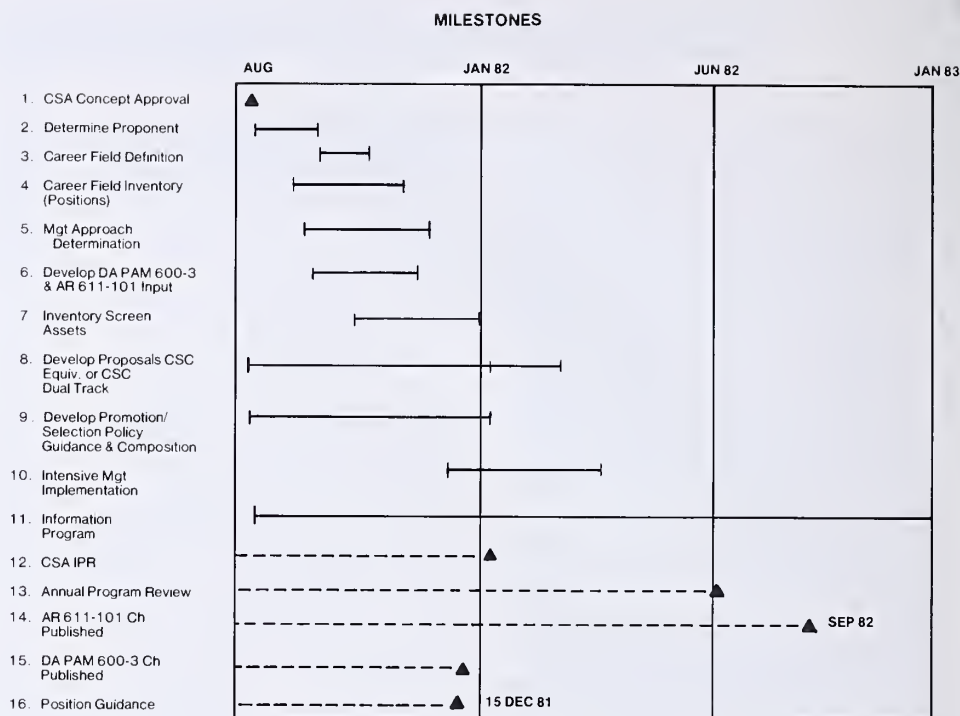 MILESTONES
AUG JAN 82 JUN 82 JAN 83
1. CSA Concept Approval
2. Determine Proponent
3. Career Field Definition
4 Career Field Inventory
(Positions)
5. Mgt Approach
Determination
6. Develop DA PAM 600-3
& AR 611-101 Input
7 Inventory Screen
Assets
8. Develop Proposals CSC
Equiv. or CSC
Dual Track
9. Develop Promotion/
Selection Policy
Guidance & Composition
10. Intensive Mgt
Implementation
11. Information
Program
12. CSA IPR
13. Annual Program Review
14. AR 611-101 Ch
Published
SEP 82
15. DA PAM 600-3 Ch
Published
16. Position Guidance
15 DEC 81